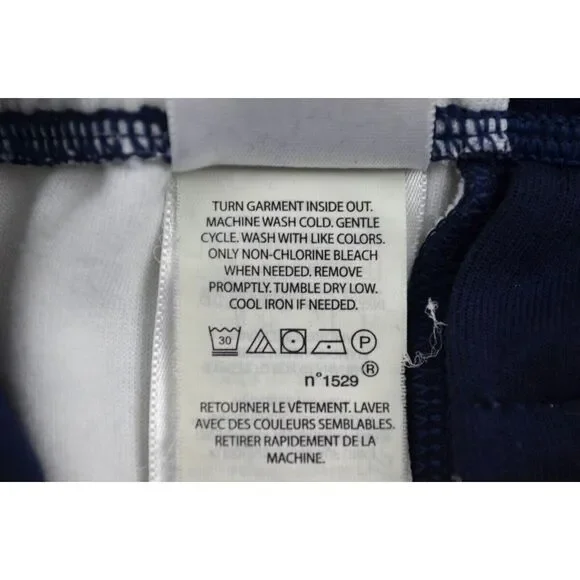 TURN GARMENT INSIDE OUT.
MACHINE WASH COLD. GENTLE
CYCLE. WASH WITH LIKE COLORS.
ONLY NON-CHLORINE BLEACH
WHEN NEEDED. REMOVE
PROMPTLY. TUMBLE DRY LOW.
COOL IRON IF NEEDED.
30 P
n°1529 ®
RETOURNER LE VÊTEMENT. LAVER
AVEC DES COULEURS SEMBLABLES.
RETIRER RAPIDEMENT DE LA
MACHINE.